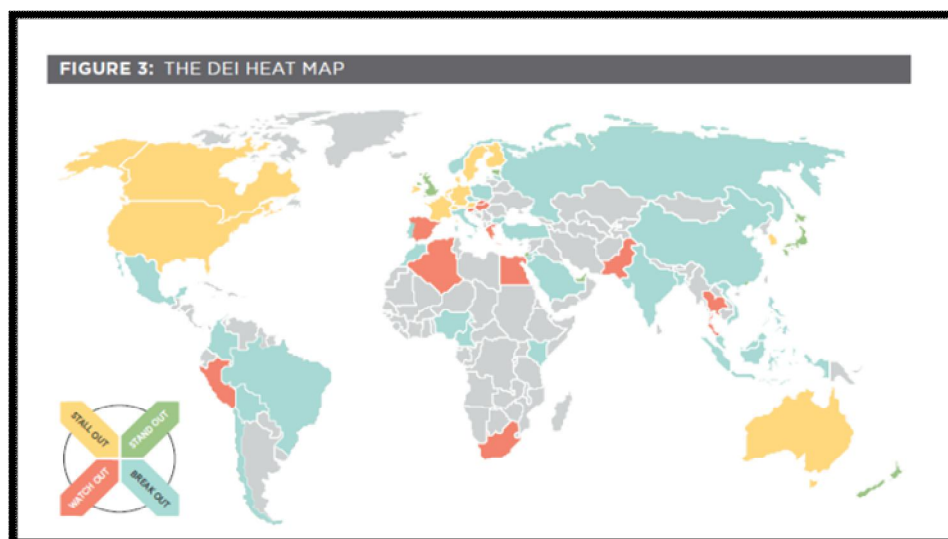 FIGURE 3: THE DEI HEAT MAP
STALL OUT
STAND OUT
WATCH OUT
BREAK OUT